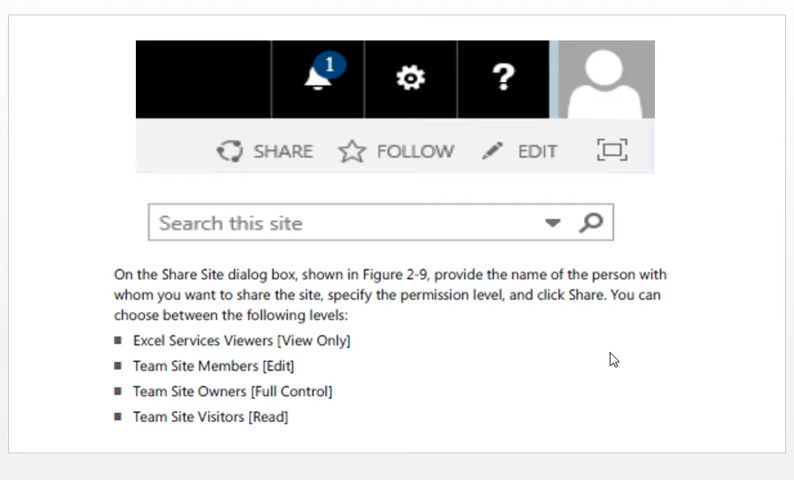 1
?
SHARE FOLLOW EDIT
Search this site
On the Share Site dialog box, shown in Figure 2-9, provide the name of the person with
whom you want to share the site, specify the permission level, and click Share. You can
choose between the following levels:
■ Excel Services Viewers [View Only]
■ Team Site Members [Edit]
■ Team Site Owners [Full Control]
■ Team Site Visitors [Read]